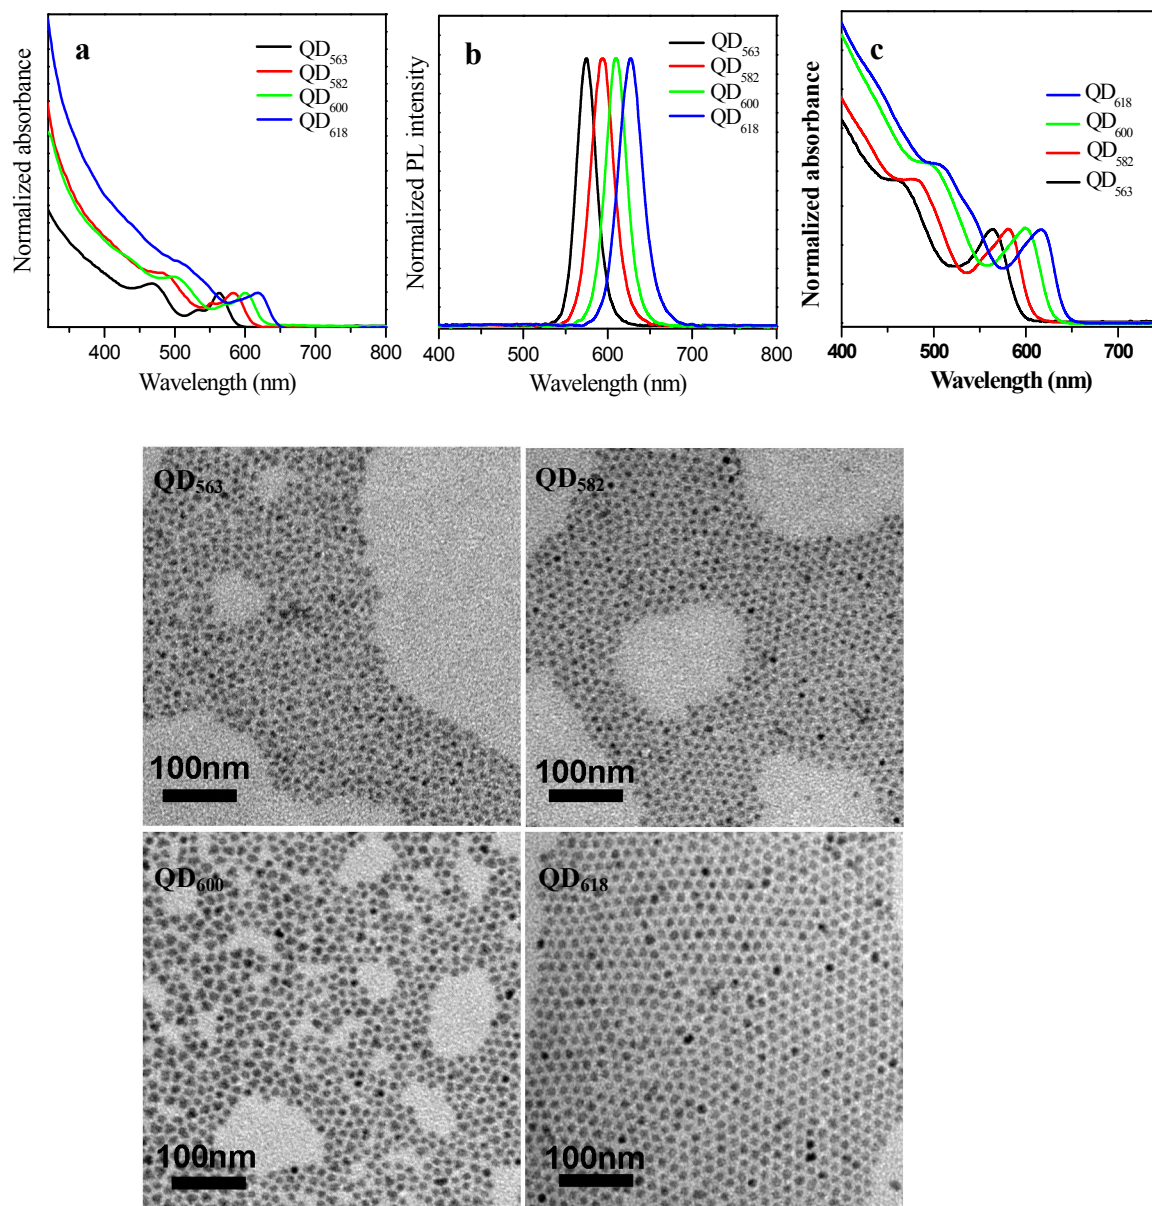 a
QD563
QD582
QD600
QD618
Normalized absorbance
400 500 600 700 800
Wavelength (nm)
b
QD563
QD582
QD600
QD618
Normalized PL intensity
400 500 600 700 800
Wavelength (nm)
c
QD618
QD600
QD582
QD563
Normalized absorbance
400 500 600 700
Wavelength (nm)
QD563
100nm
QD582
100nm
QD600
100nm
QD618
100nm